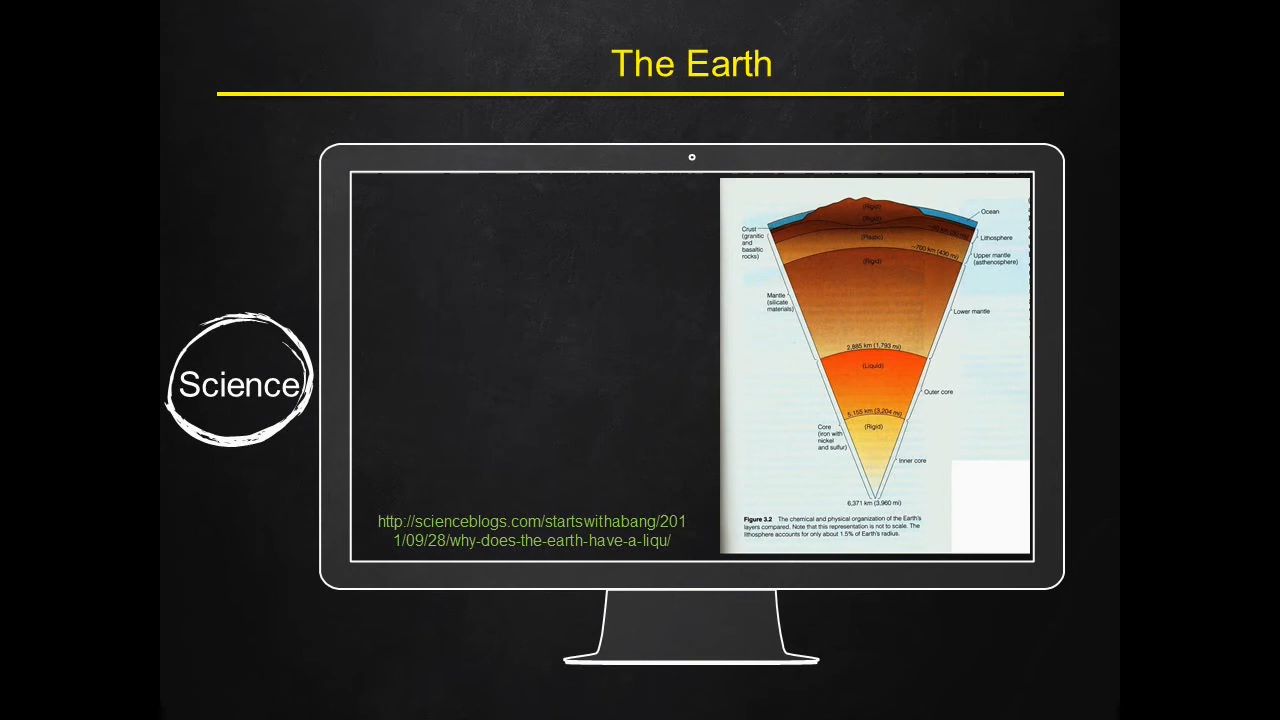 The Earth
Science
http://scienceblogs.com/startswithabang/201
1/09/28/why-does-the-earth-have-a-liqu/
(Rigid)
(Rigid)
Ocean
Crust
(granitic
and
basaltic
rocks)
(Plastic)
Lithosphere
~700 km (430 mi)
Upper mantle
(asthenosphere)
(Rigid)
Mantle
(silicate
materials)
Lower mantle
2,885 km (1,793 mi)
(Liquid)
Outer core
5,155 km (3,204 mi)
(Rigid)
Core
(iron with
nickel
and sulfur)
Inner core
6,371 km (3,960 mi)
Figure 3.2 The chemical and physical organization of the Earth's
layers compared. Note that this representation is not to scale. The
lithosphere accounts for only about 1.5% of Earth's radius.